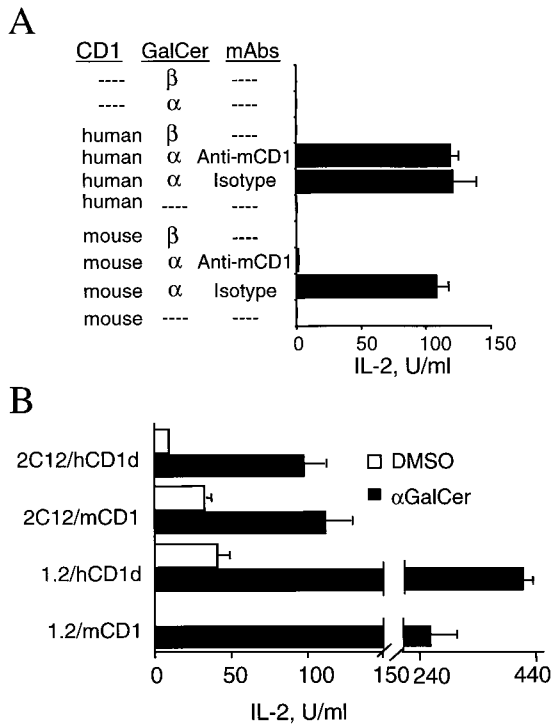 A
CD1 GalCer mAbs
---- β ----
---- α ----
human β ----
human α Anti-mCD1
human α Isotype
human ---- ----
mouse β ----
mouse α Anti-mCD1
mouse α Isotype
mouse ---- ----
0 50 100 150
IL-2, U/ml
B
2C12/hCD1d
DMSO
αGalCer
2C12/mCD1
1.2/hCD1d
1.2/mCD1
0 50 100 150 240 440
IL-2, U/ml